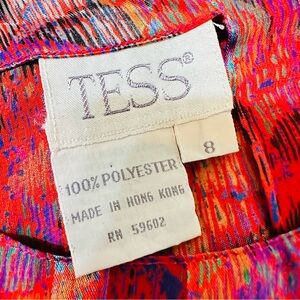 TESS®
8
100% POLYESTER
MADE IN HONG KONG
RN 59602